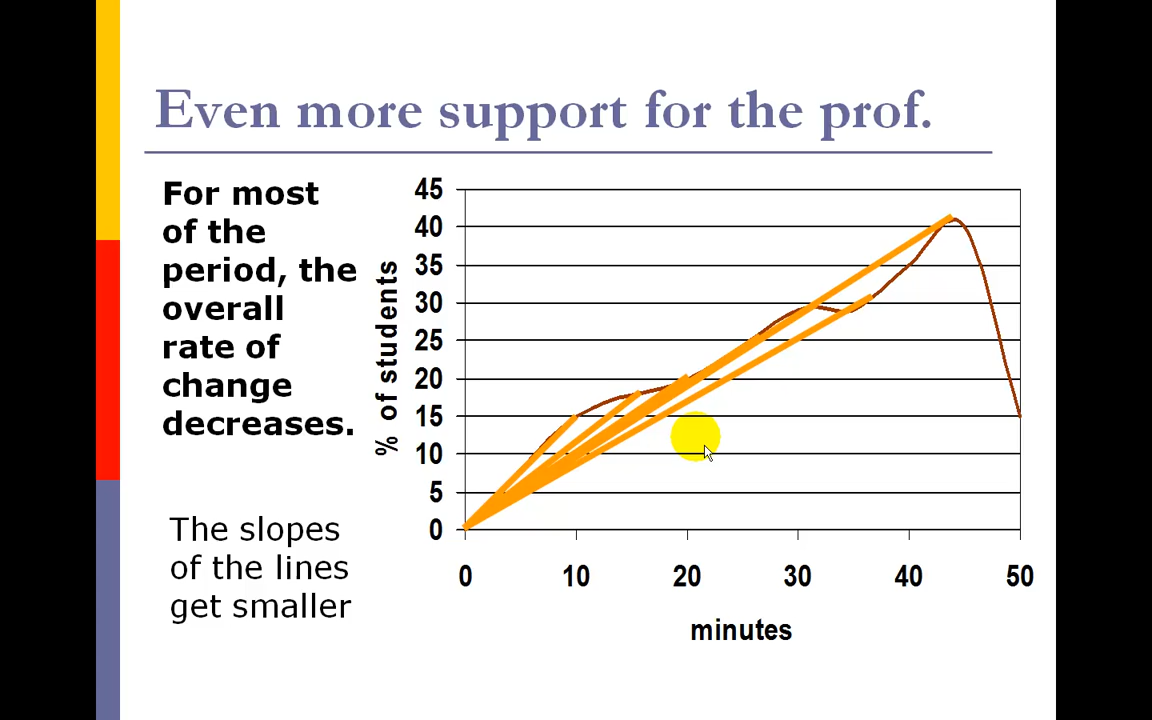 Even more support for the prof.
For most
of the
period, the
overall
rate of
change
decreases.
The slopes
of the lines
get smaller
% of students
45
40
35
30
25
20
15
10
5
0
0 10 20 30 40 50
minutes